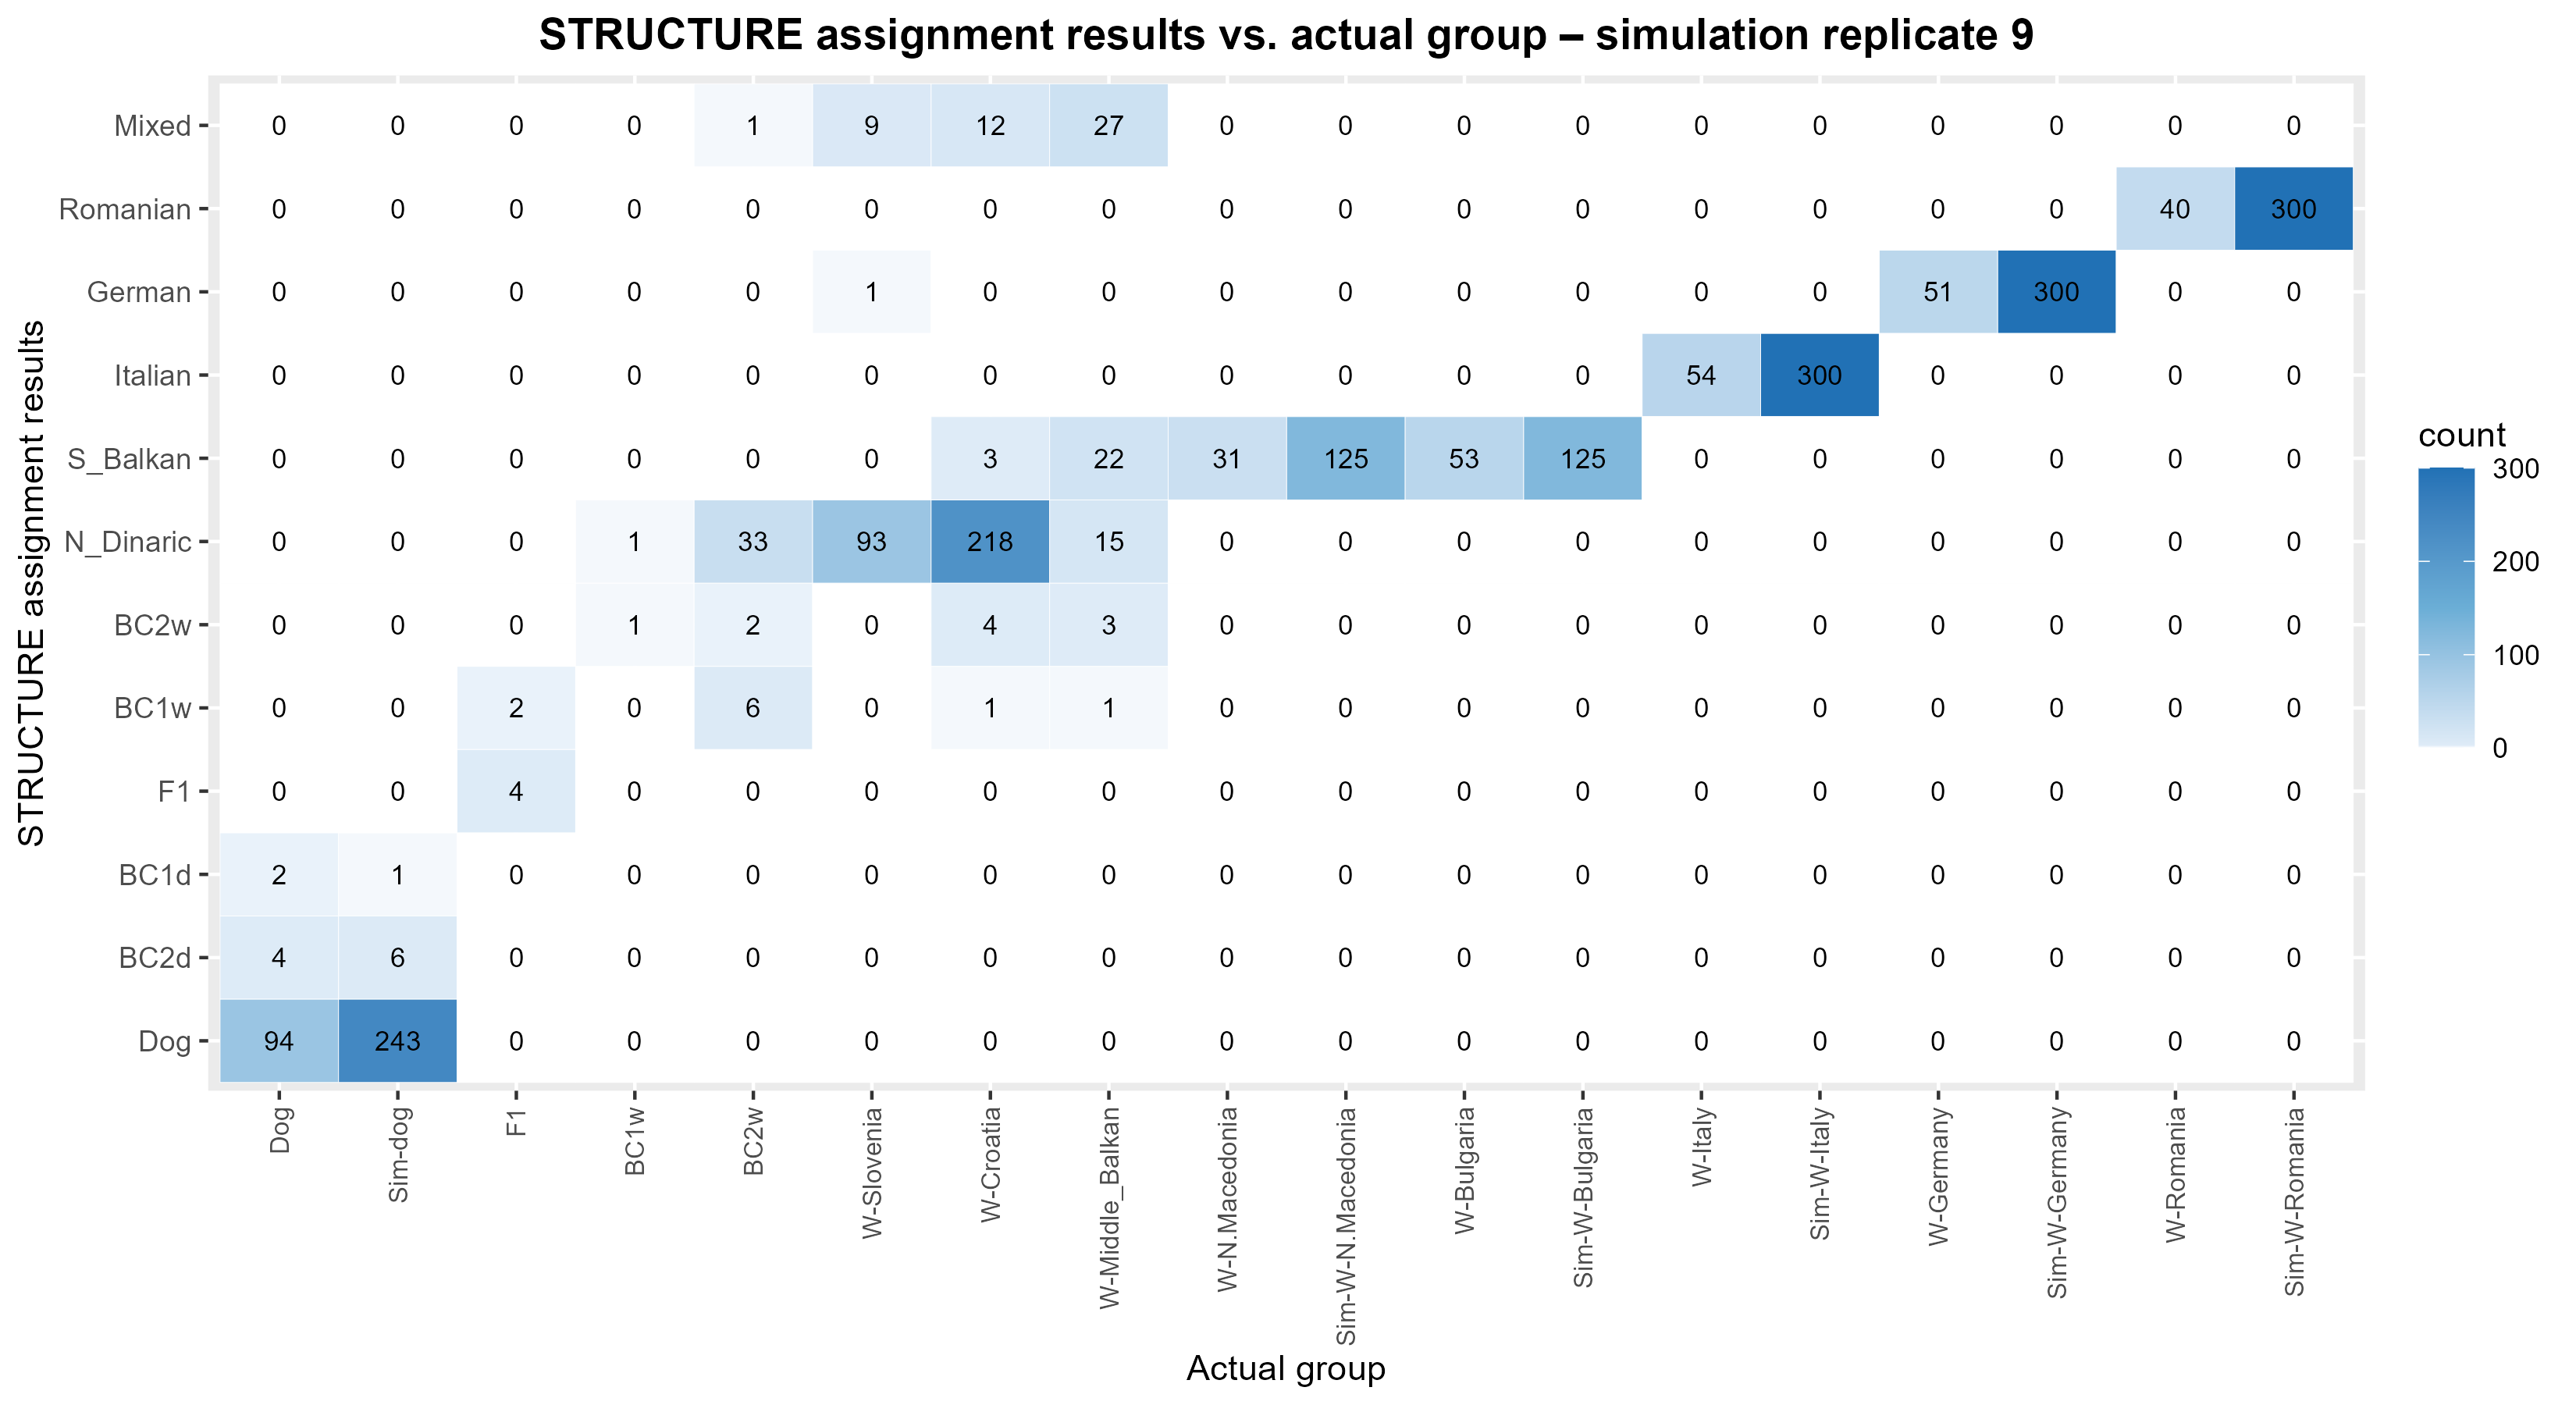 STRUCTURE assignment results vs. actual group – simulation replicate 9
STRUCTURE assignment results
Mixed 0 0 0 0 1 9 12 27 0 0 0 0 0 0 0 0 0 0
Romanian 0 0 0 0 0 0 0 0 0 0 0 0 0 0 0 0 40 300
German 0 0 0 0 0 1 0 0 0 0 0 0 0 0 51 300 0 0
Italian 0 0 0 0 0 0 0 0 0 0 0 0 54 300 0 0 0 0
S_Balkan 0 0 0 0 0 0 3 22 31 125 53 125 0 0 0 0 0 0
N_Dinaric 0 0 0 1 33 93 218 15 0 0 0 0 0 0 0 0 0 0
BC2w 0 0 0 1 2 0 4 3 0 0 0 0 0 0 0 0 0 0
BC1w 0 0 2 0 6 0 1 1 0 0 0 0 0 0 0 0 0 0
F1 0 0 4 0 0 0 0 0 0 0 0 0 0 0 0 0 0 0
BC1d 2 1 0 0 0 0 0 0 0 0 0 0 0 0 0 0 0 0
BC2d 4 6 0 0 0 0 0 0 0 0 0 0 0 0 0 0 0 0
Dog 94 243 0 0 0 0 0 0 0 0 0 0 0 0 0 0 0 0
Dog
Sim-dog
F1
BC1w
BC2w
W-Slovenia
W-Croatia
W-Middle_Balkan
W-N.Macedonia
Sim-W-N.Macedonia
W-Bulgaria
Sim-W-Bulgaria
W-Italy
Sim-W-Italy
W-Germany
Sim-W-Germany
W-Romania
Sim-W-Romania
Actual group
count
300
200
100
0